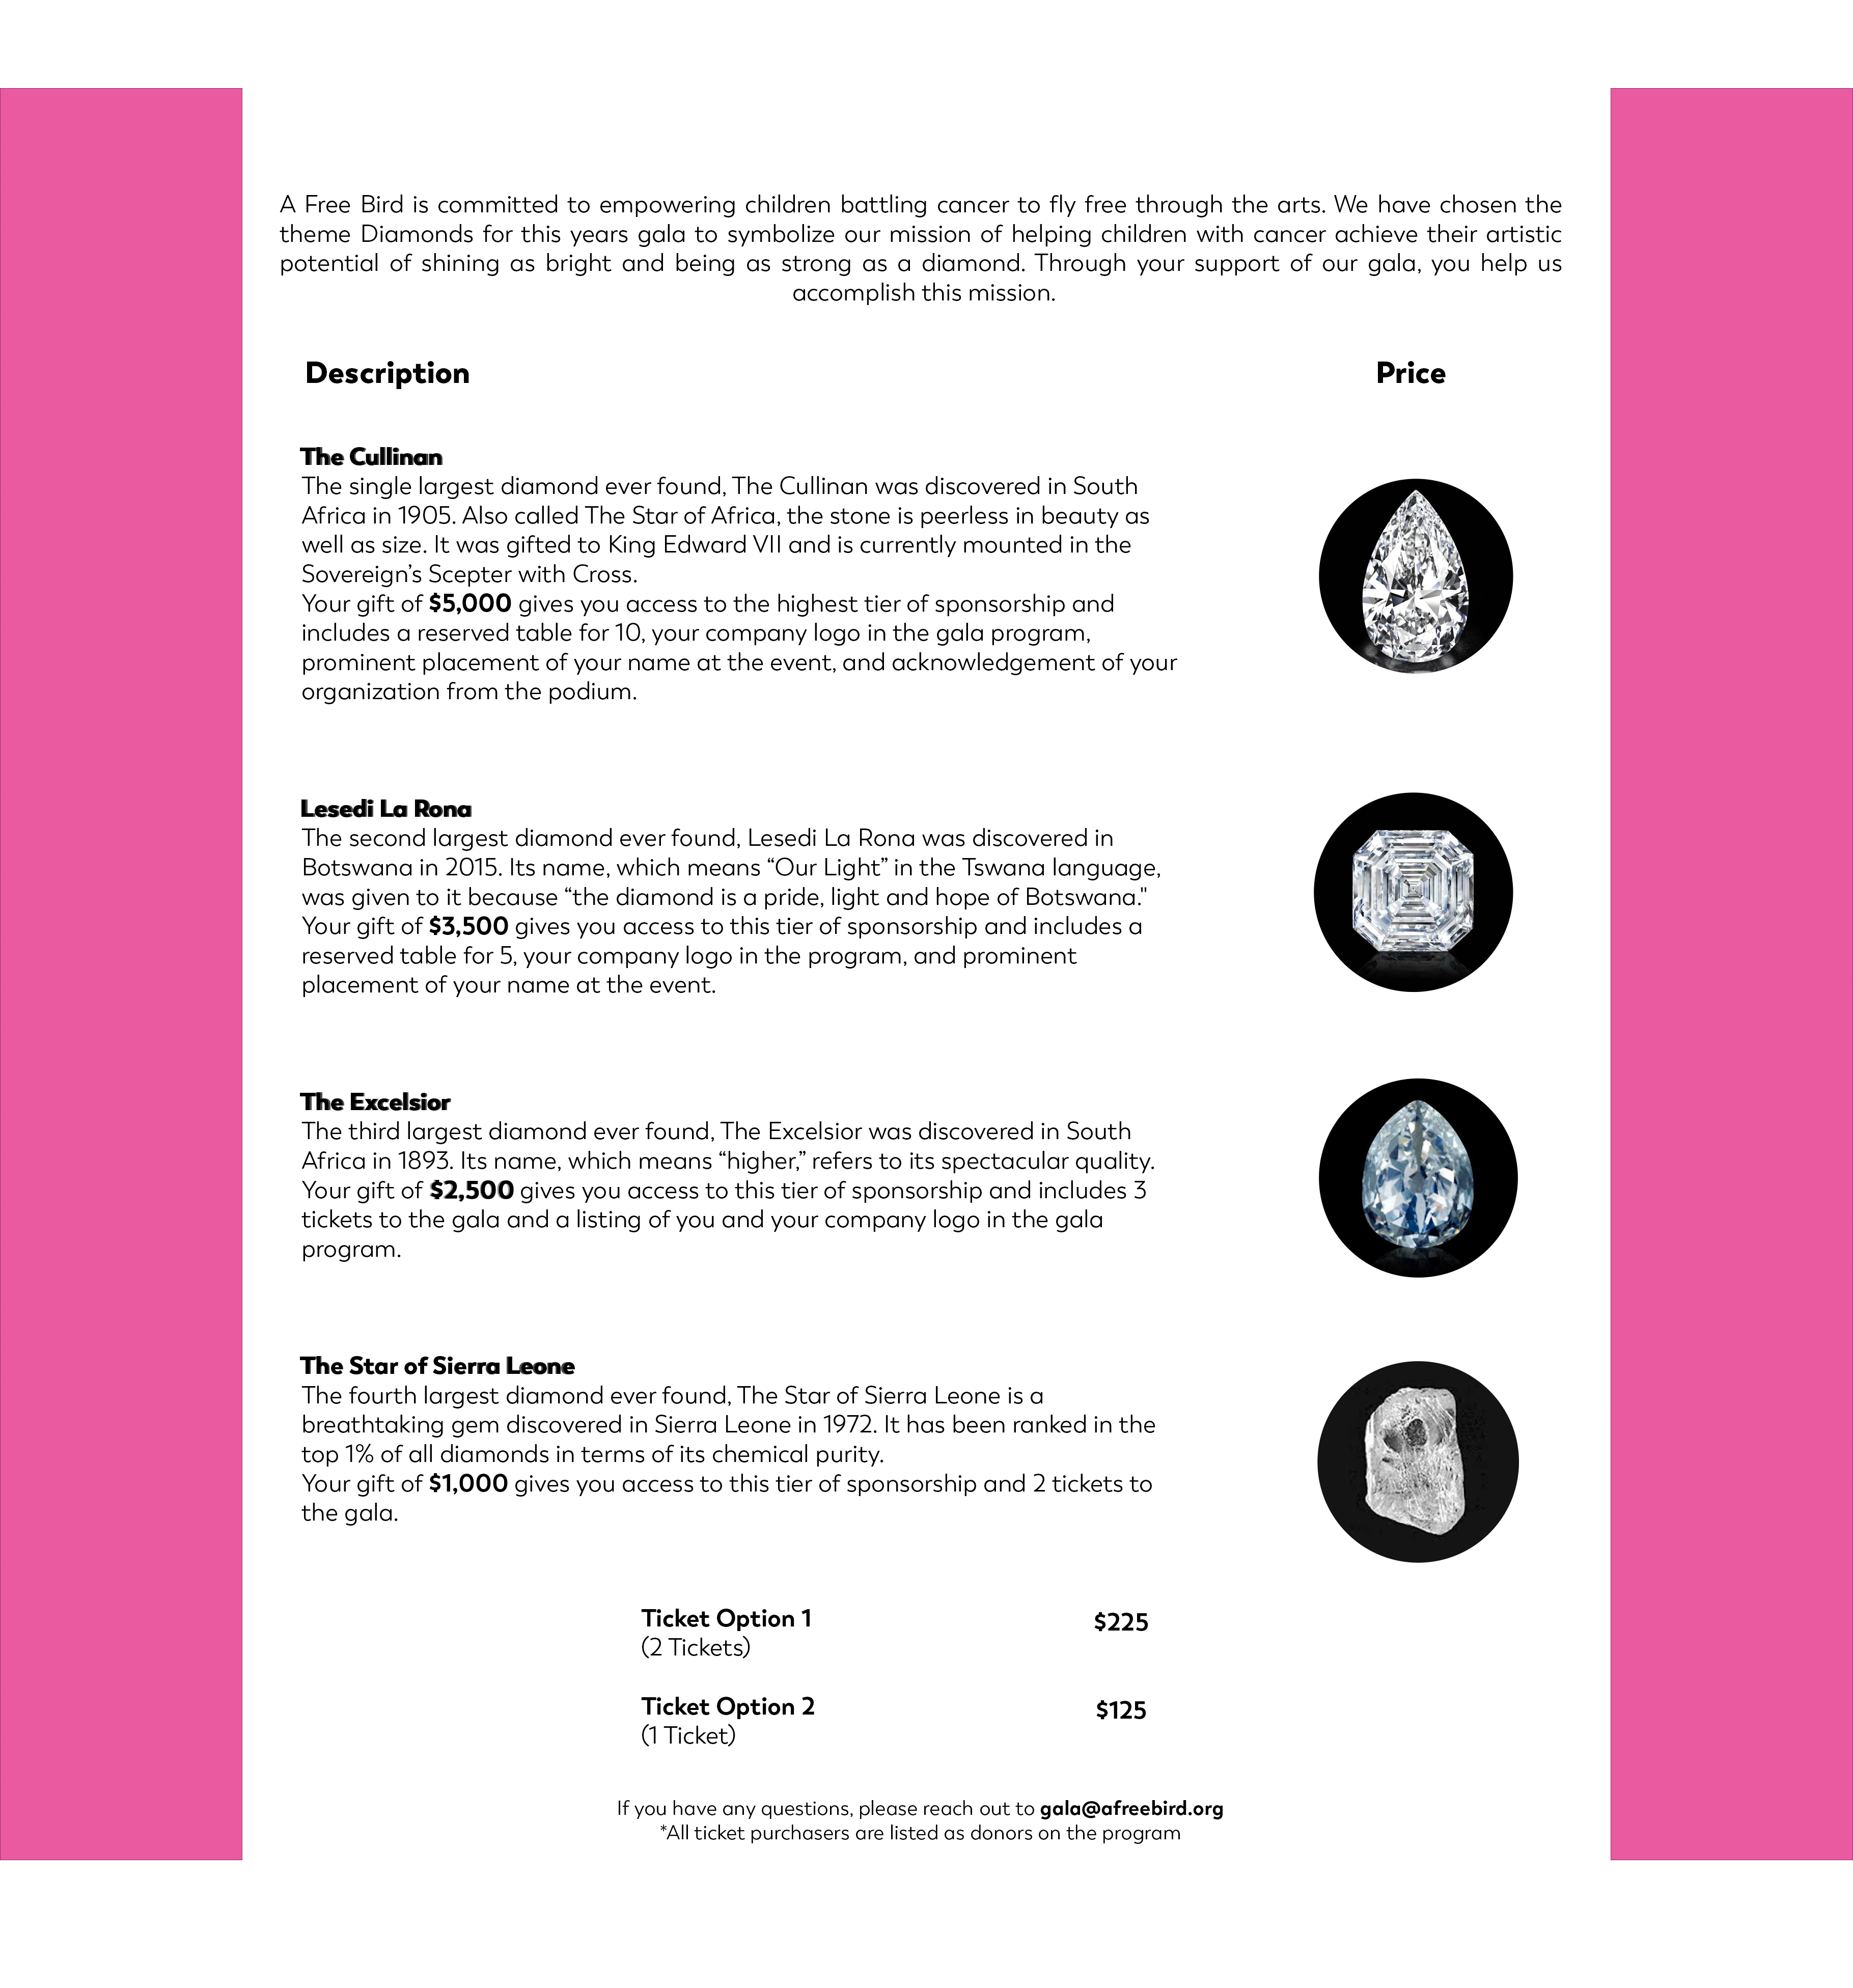 A Free Bird is committed to empowering children battling cancer to fly free through the arts. We have chosen the
theme Diamonds for this years gala to symbolize our mission of helping children with cancer achieve their artistic
potential of shining as bright and being as strong as a diamond. Through your support of our gala, you help us
accomplish this mission.
Description
Price
The Cullinan
The single largest diamond ever found, The Cullinan was discovered in South
Africa in 1905. Also called The Star of Africa, the stone is peerless in beauty as
well as size. It was gifted to King Edward VII and is currently mounted in the
Sovereign’s Scepter with Cross.
Your gift of $5,000 gives you access to the highest tier of sponsorship and
includes a reserved table for 10, your company logo in the gala program,
prominent placement of your name at the event, and acknowledgement of your
organization from the podium.
Lesedi La Rona
The second largest diamond ever found, Lesedi La Rona was discovered in
Botswana in 2015. Its name, which means “Our Light” in the Tswana language,
was given to it because “the diamond is a pride, light and hope of Botswana."
Your gift of $3,500 gives you access to this tier of sponsorship and includes a
reserved table for 5, your company logo in the program, and prominent
placement of your name at the event.
The Excelsior
The third largest diamond ever found, The Excelsior was discovered in South
Africa in 1893. Its name, which means “higher,” refers to its spectacular quality.
Your gift of $2,500 gives you access to this tier of sponsorship and includes 3
tickets to the gala and a listing of you and your company logo in the gala
program.
The Star of Sierra Leone
The fourth largest diamond ever found, The Star of Sierra Leone is a
breathtaking gem discovered in Sierra Leone in 1972. It has been ranked in the
top 1% of all diamonds in terms of its chemical purity.
Your gift of $1,000 gives you access to this tier of sponsorship and 2 tickets to
the gala.
Ticket Option 1 $225
(2 Tickets)
Ticket Option 2 $125
(1 Ticket)
If you have any questions, please reach out to gala@afreebird.org
*All ticket purchasers are listed as donors on the program